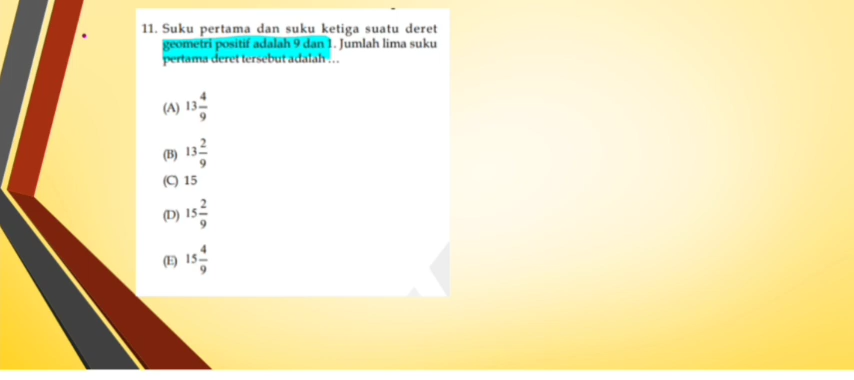 11. Suku pertama dan suku ketiga suatu deret
geometri positif adalah 9 dan 1. Jumlah lima suku
pertama deret tersebut adalah ...
(A) 13 4/9
(B) 13 2/9
(C) 15
(D) 15 2/9
(E) 15 4/9